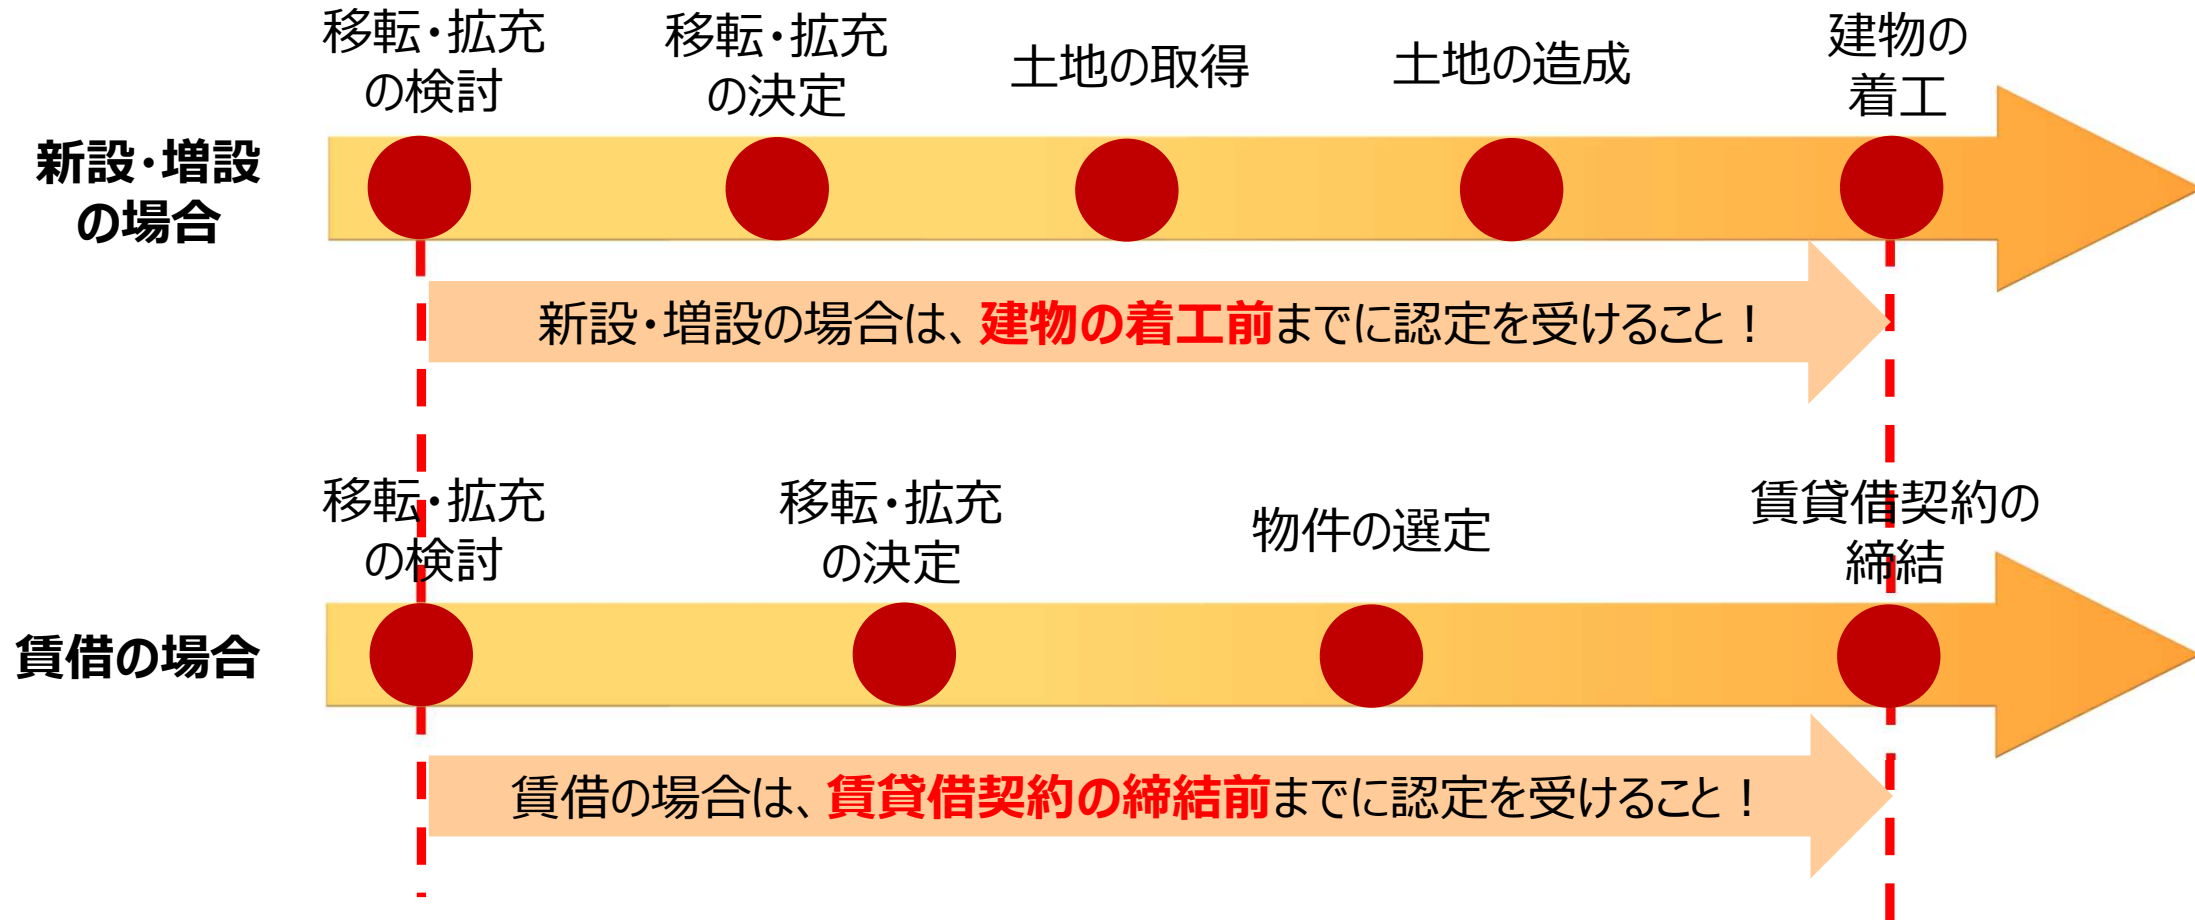 移転・拡充
の検討
移転・拡充
の決定
土地の取得
土地の造成
建物の
着工
新設・増設
の場合
新設・増設の場合は、建物の着工前までに認定を受けること！
移転・拡充
の検討
移転・拡充
の決定
物件の選定
賃貸借契約の
締結
賃借の場合
賃借の場合は、賃貸借契約の締結前までに認定を受けること！